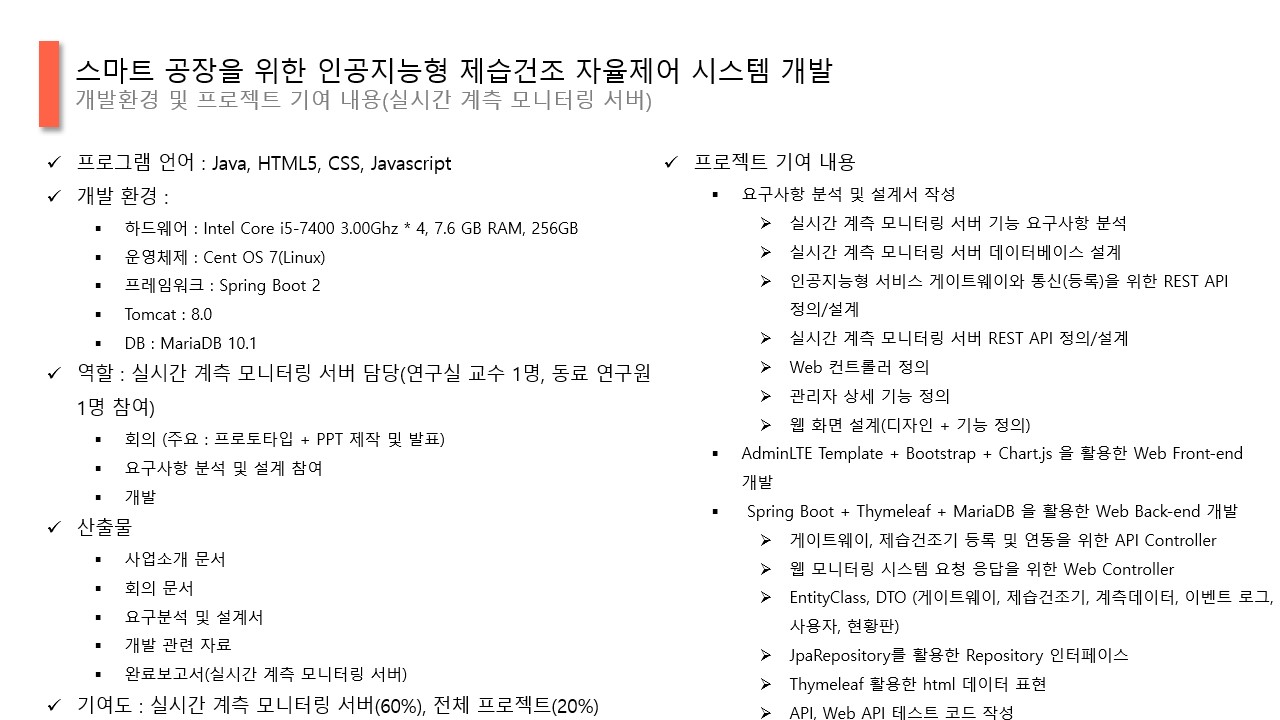 스마트 공장을 위한 인공지능형 제습건조 자율제어 시스템 개발
개발환경 및 프로젝트 기여 내용(실시간 계측 모니터링 서버)
프로그램 언어 : Java, HTML5, CSS, Javascript
개발 환경 :
하드웨어 : Intel Core i5-7400 3.00Ghz * 4, 7.6 GB RAM, 256GB
운영체제 : Cent OS 7(Linux)
프레임워크 : Spring Boot 2
Tomcat : 8.0
DB : MariaDB 10.1
역할 : 실시간 계측 모니터링 서버 담당(연구실 교수 1명, 동료 연구원
1명 참여)
회의 (주요 : 프로토타입 + PPT 제작 및 발표)
요구사항 분석 및 설계 참여
개발
산출물
사업소개 문서
회의 문서
요구분석 및 설계서
개발 관련 자료
완료보고서(실시간 계측 모니터링 서버)
기여도 : 실시간 계측 모니터링 서버(60%), 전체 프로젝트(20%)
프로젝트 기여 내용
요구사항 분석 및 설계서 작성
실시간 계측 모니터링 서버 기능 요구사항 분석
실시간 계측 모니터링 서버 데이터베이스 설계
인공지능형 서비스 게이트웨이와 통신(등록)을 위한 REST API
정의/설계
실시간 계측 모니터링 서버 REST API 정의/설계
Web 컨트롤러 정의
관리자 상세 기능 정의
웹 화면 설계(디자인 + 기능 정의)
AdminLTE Template + Bootstrap + Chart.js 을 활용한 Web Front-end
개발
Spring Boot + Thymeleaf + MariaDB 을 활용한 Web Back-end 개발
게이트웨이, 제습건조기 등록 및 연동을 위한 API Controller
웹 모니터링 시스템 요청 응답을 위한 Web Controller
EntityClass, DTO (게이트웨이, 제습건조기, 계측데이터, 이벤트 로그,
사용자, 현황판)
JpaRepository를 활용한 Repository 인터페이스
Thymeleaf 활용한 html 데이터 표현
API, Web API 테스트 코드 작성